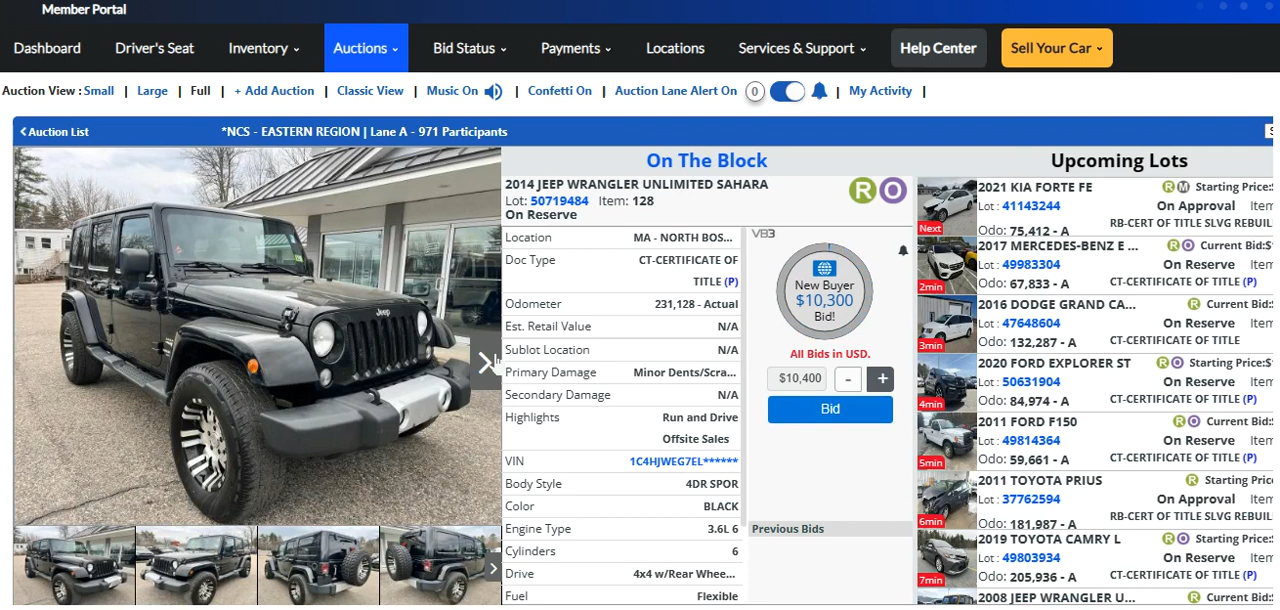 Member Portal
Dashboard Driver's Seat Inventory Auctions Bid Status Payments Locations Services & Support Help Center Sell Your Car
Auction View : Small | Large | Full | + Add Auction | Classic View | Music On | Confetti On | Auction Lane Alert On 0 | My Activity |
Auction List *NCS - EASTERN REGION | Lane A - 971 Participants
On The Block
2014 JEEP WRANGLER UNLIMITED SAHARA
Lot: 50719484 Item: 128
On Reserve
R O
Location MA - NORTH BOS...
Doc Type CT-CERTIFICATE OF
TITLE (P)
Odometer 231,128 - Actual
Est. Retail Value N/A
Sublot Location N/A
Primary Damage Minor Dents/Scra...
Secondary Damage N/A
Highlights Run and Drive
Offsite Sales
VIN 1C4HJWEG7EL******
Body Style 4DR SPOR
Color BLACK
Engine Type 3.6L 6
Cylinders 6
Drive 4x4 w/Rear Whee...
Fuel Flexible
VB3
New Buyer
$10,300
Bid!
All Bids in USD.
$10,400 - +
Bid
Previous Bids
Upcoming Lots
2021 KIA FORTE FE R M Starting Price:
Lot : 41143244 On Approval Item
Next Odo: 75,412 - A RB-CERT OF TITLE SLVG REBUIL
2017 MERCEDES-BENZ E ... R O Current Bid:$
Lot : 49983304 On Reserve Item
2min Odo: 67,833 - A CT-CERTIFICATE OF TITLE (P)
2016 DODGE GRAND CA... R Current Bid:
Lot : 47648604 On Reserve Item
3min Odo: 132,287 - A CT-CERTIFICATE OF TITLE
2020 FORD EXPLORER ST R O Starting Price:$
Lot : 50631904 On Reserve Item
4min Odo: 84,974 - A CT-CERTIFICATE OF TITLE (P)
2011 FORD F150 R O Current Bid:
Lot : 49814364 On Reserve Item
5min Odo: 59,661 - A CT-CERTIFICATE OF TITLE (P)
2011 TOYOTA PRIUS R Starting Price
Lot : 37762594 On Approval Item
6min Odo: 181,987 - A RB-CERT OF TITLE SLVG REBUIL
2019 TOYOTA CAMRY L R O Starting Price:
Lot : 49803934 On Reserve Item
7min Odo: 205,936 - A CT-CERTIFICATE OF TITLE (P)
2008 JEEP WRANGLER U... R Current Bid:
Jeep